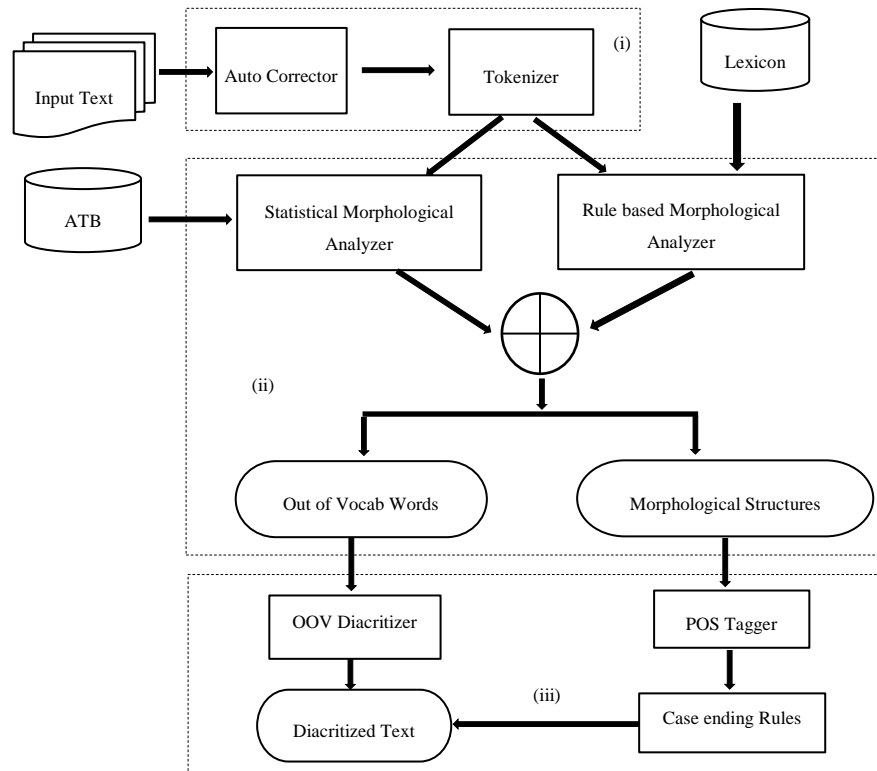 (i)
Input Text
Auto Corrector
Tokenizer
Lexicon
ATB
Statistical Morphological
Analyzer
Rule based Morphological
Analyzer
(ii)
Out of Vocab Words
Morphological Structures
OOV Diacritizer
POS Tagger
(iii)
Diacritized Text
Case ending Rules